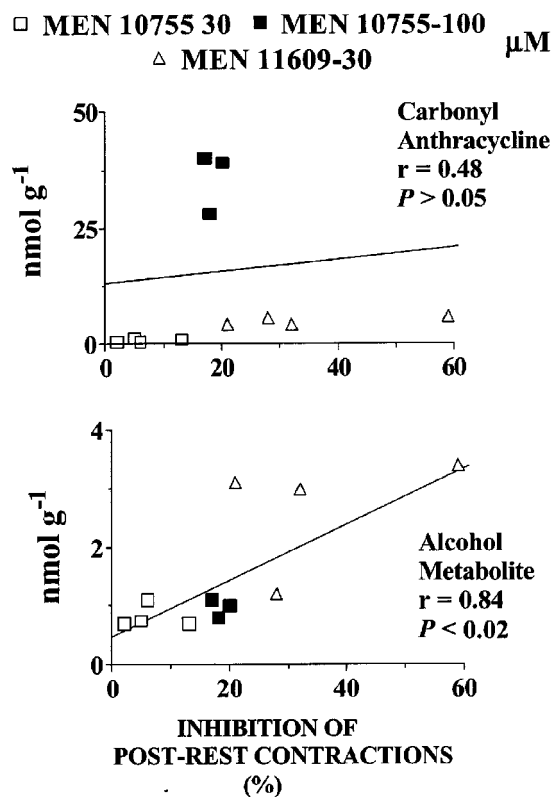 □ MEN 10755 30 ■ MEN 10755-100
△ MEN 11609-30
μM
50
25
0
nmol g⁻¹
Carbonyl
Anthracycline
r = 0.48
P > 0.05
0 20 40 60
4
2
0
nmol g⁻¹
Alcohol
Metabolite
r = 0.84
P < 0.02
0 20 40 60
INHIBITION OF
POST-REST CONTRACTIONS
(%)